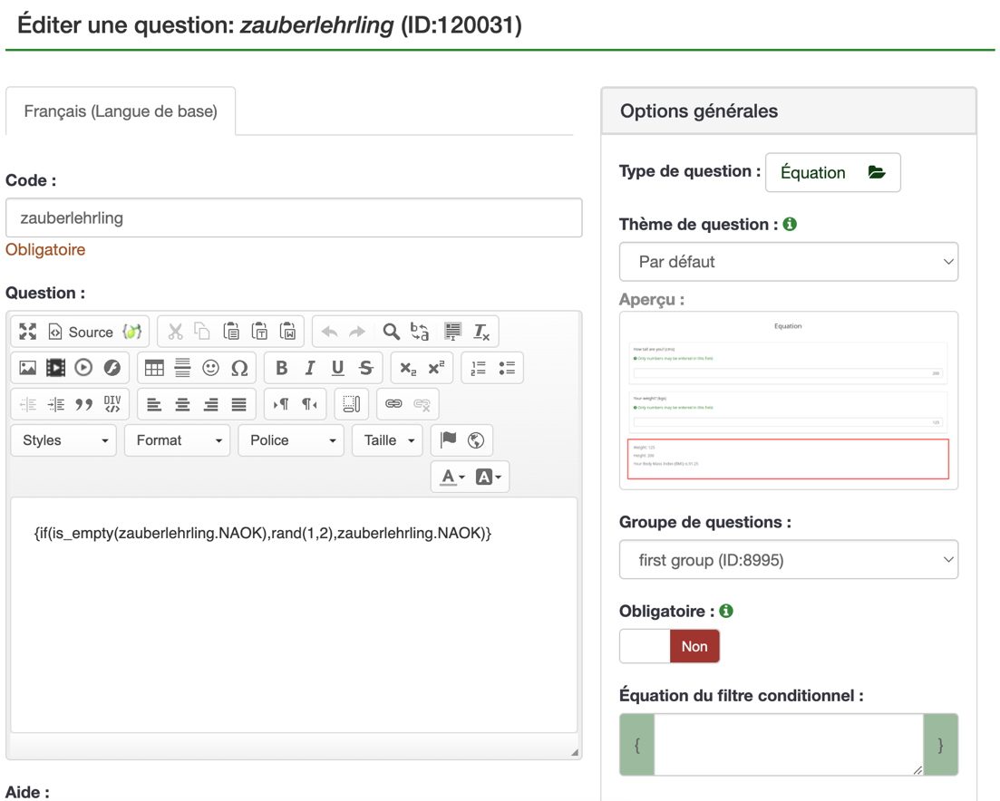 Éditer une question: zauberlehrling (ID:120031)
Français (Langue de base)
Code :
zauberlehrling
Obligatoire
Question :
Source
Styles
Format
Police
Taille
{if(is_empty(zauberlehrling.NAOK),rand(1,2),zauberlehrling.NAOK)}
Aide :
Options générales
Type de question :
Équation
Thème de question :
Par défaut
Aperçu :
Equation
How tall are you? (cms)
Only numbers may be entered in this field.
200
Your weight? (kgs)
Only numbers may be entered in this field.
125
Weight: 125
Height: 200
Your Body Mass Index (BMI) is 31.25
Groupe de questions :
first group (ID:8995)
Obligatoire :
Non
Équation du filtre conditionnel :
{
}